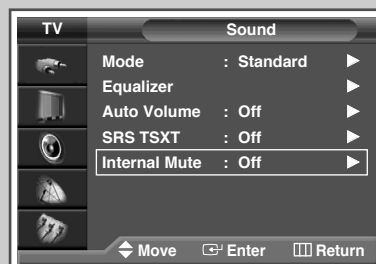 TV Sound
Mode : Standard
Equalizer
Auto Volume : Off
SRS TSXT : Off
Internal Mute : Off
Move Enter Return